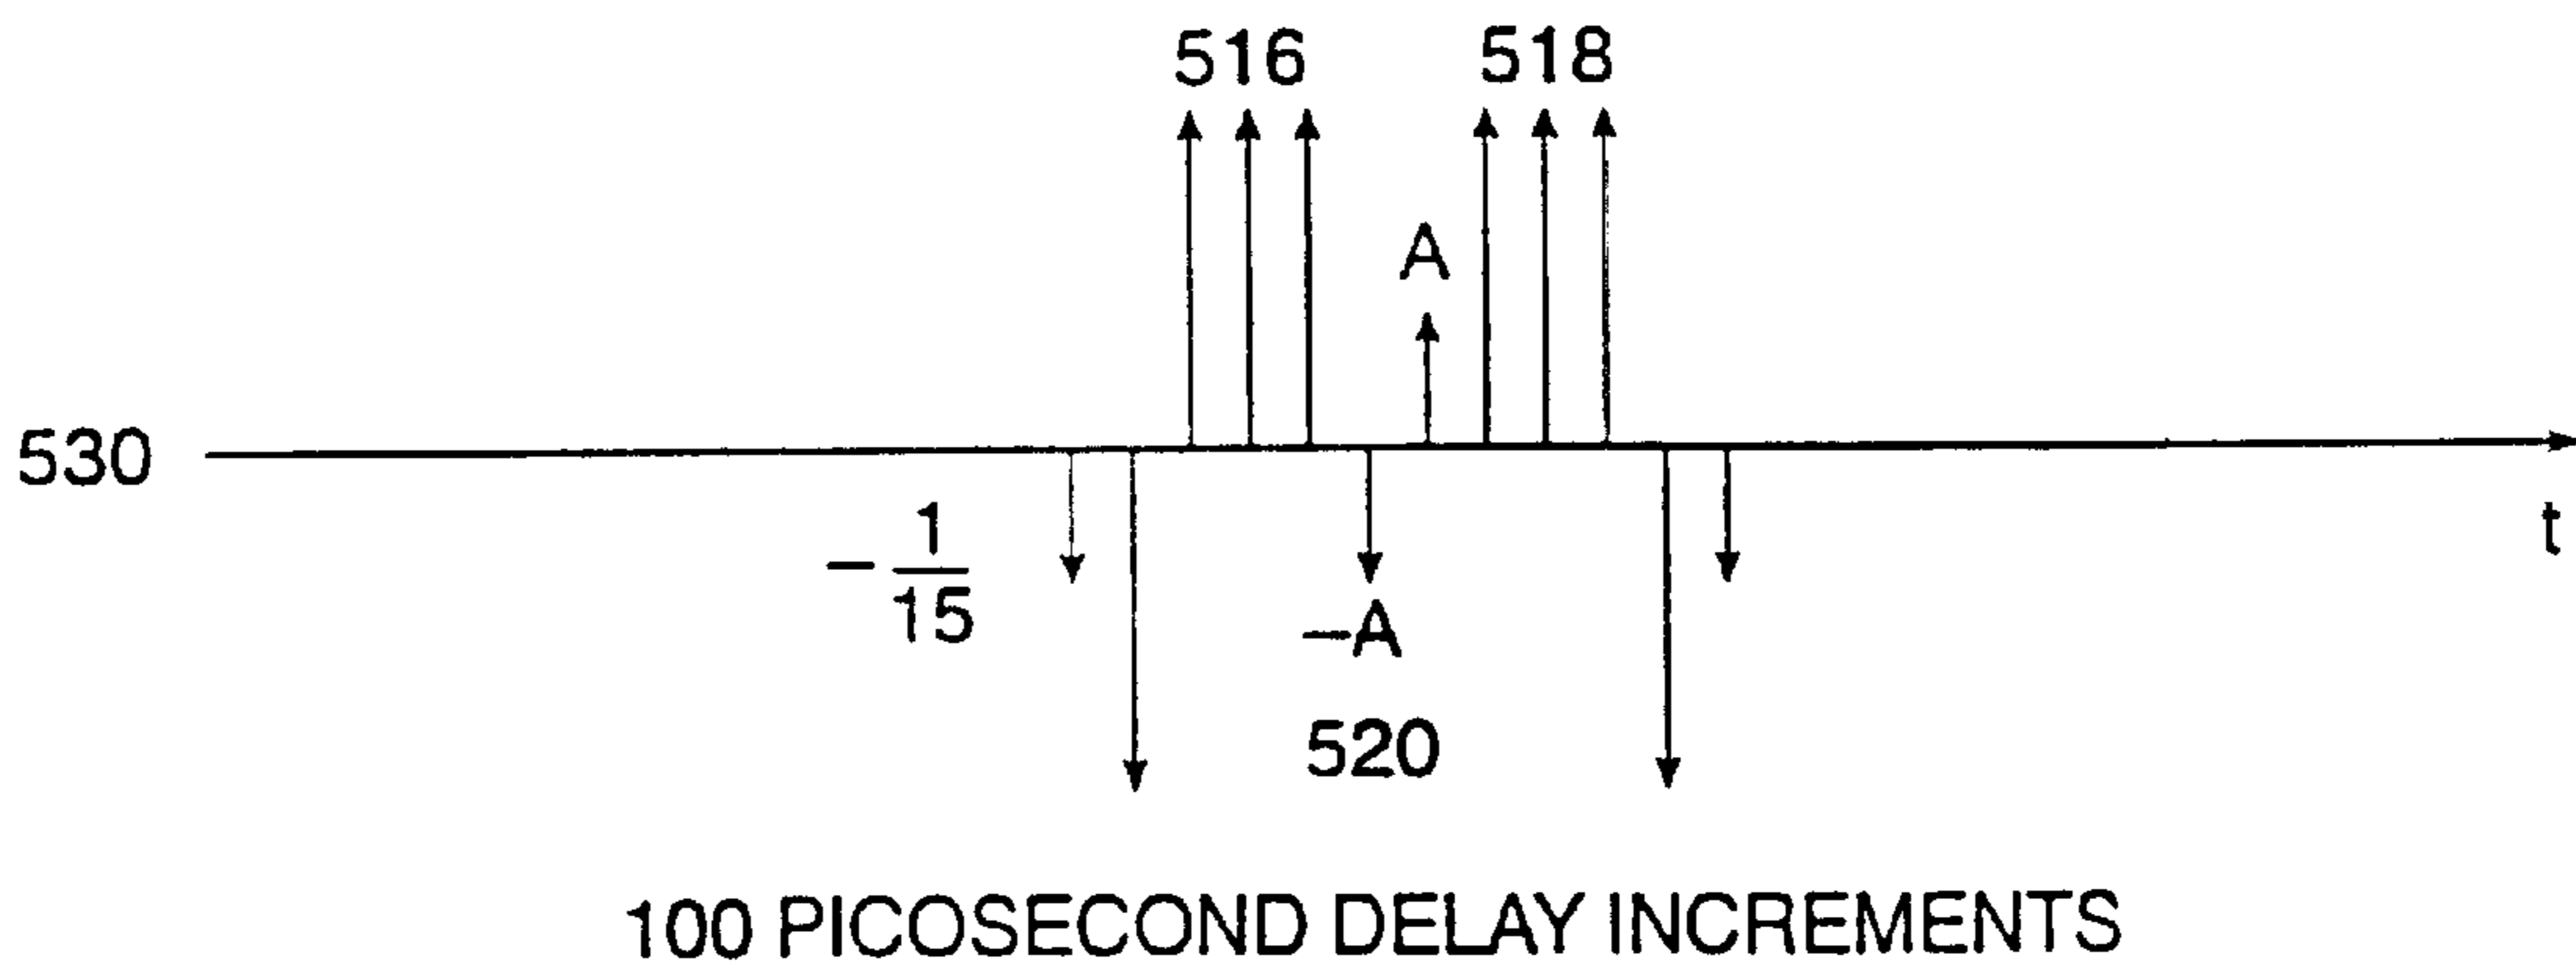 516 518
A
530
t
− 1/15
−A
520
100 PICOSECOND DELAY INCREMENTS